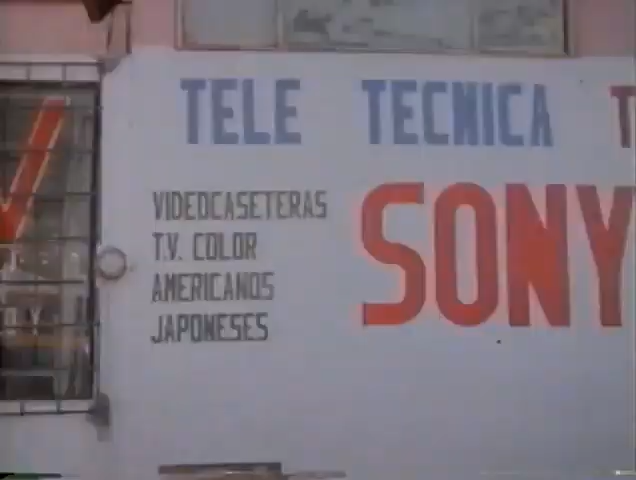 TELE TECNICA T
VIDEOCASETERAS
T.V. COLOR
AMERICANOS
JAPONESES
SONY